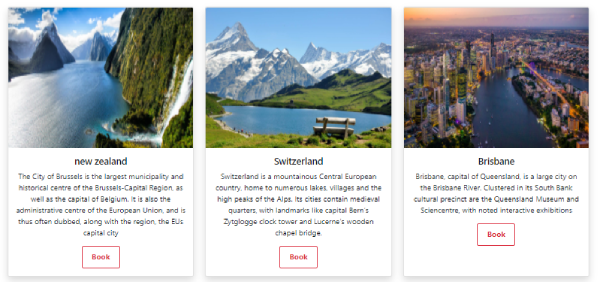 new zealand
The City of Brussels is the largest municipality and
historical centre of the Brussels-Capital Region, as
well as the capital of Belgium. It is also the
administrative centre of the European Union, and is
thus often dubbed, along with the region, the EUs
capital city
Book
Switzerland
Switzerland is a mountainous Central European
country, home to numerous lakes, villages and the
high peaks of the Alps. Its cities contain medieval
quarters, with landmarks like capital Bern's
Zytglogge clock tower and Lucerne's wooden
chapel bridge.
Book
Brisbane
Brisbane, capital of Queensland, is a large city on
the Brisbane River. Clustered in its South Bank
cultural precinct are the Queensland Museum and
Sciencentre, with noted interactive exhibitions
Book